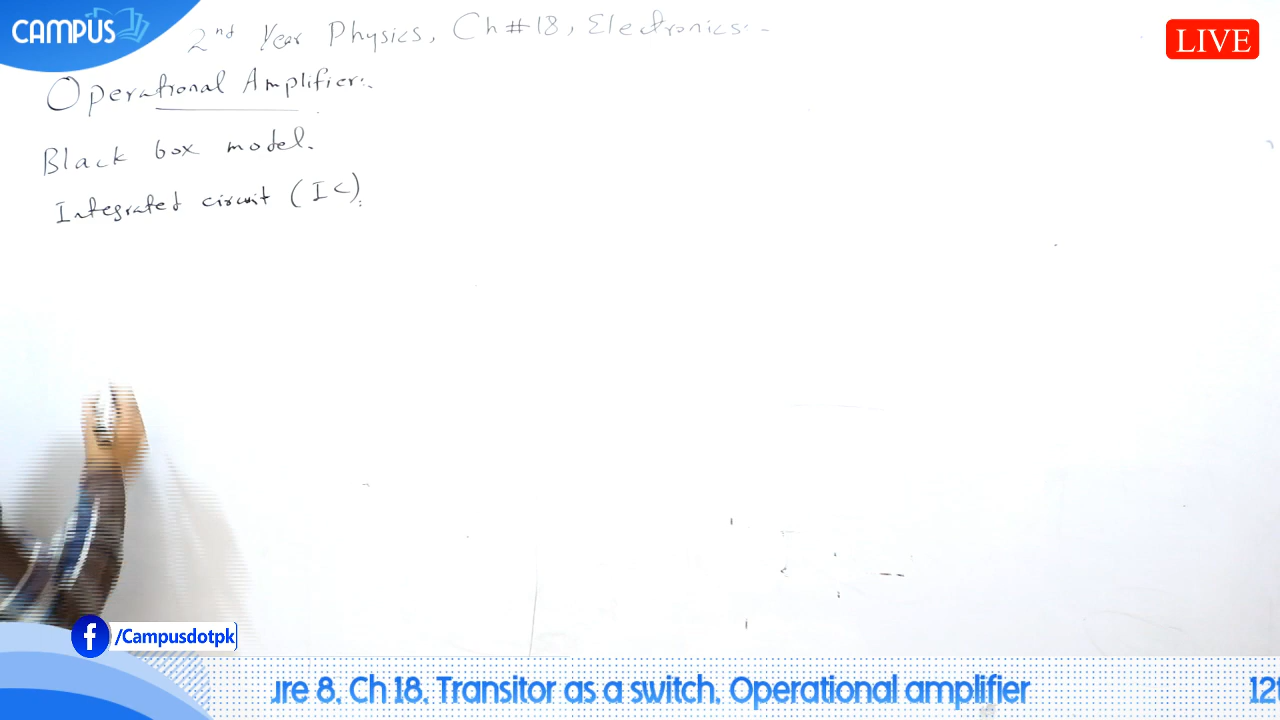 CAMPUS
2nd Year Physics, Ch # 18, Electronics:-
LIVE
Operational Amplifier:.
Black box model.
Integrated circuit (IC).
/Campusdotpk
ure 8, Ch 18, Transitor as a switch, Operational amplifier